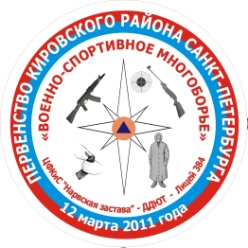 ПЕРВЕНСТВО КИРОВСКОГО РАЙОНА САНКТ-ПЕТЕРБУРГА
«ВОЕННО-СПОРТИВНОЕ МНОГОБОРЬЕ»
ЦФКиС "Нарвская застава" - ДДЮТ - Лицей 384
12 марта 2011 года